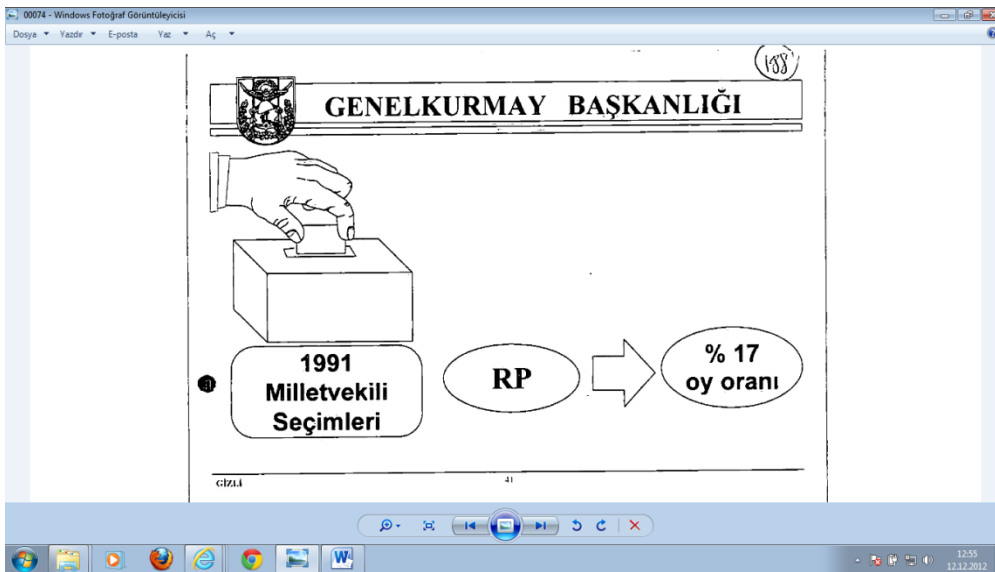 00074 - Windows Fotoğraf Görüntüleyicisi
Dosya Yazdır E-posta Yaz Aç
188
GENELKURMAY BAŞKANLIĞI
1991
Milletvekili
Seçimleri
RP
% 17
oy oranı
GİZLİ
41
12:55
12.12.2012